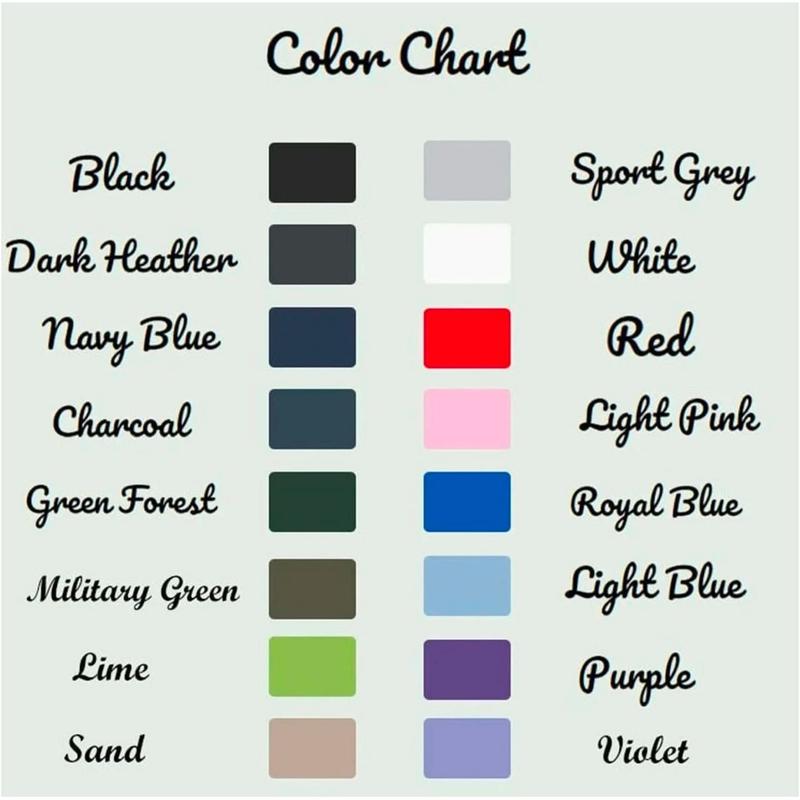 Color Chart
Black
Sport Grey
Dark Heather
White
Navy Blue
Red
Charcoal
Light Pink
Green Forest
Royal Blue
Military Green
Light Blue
Lime
Purple
Sand
Violet